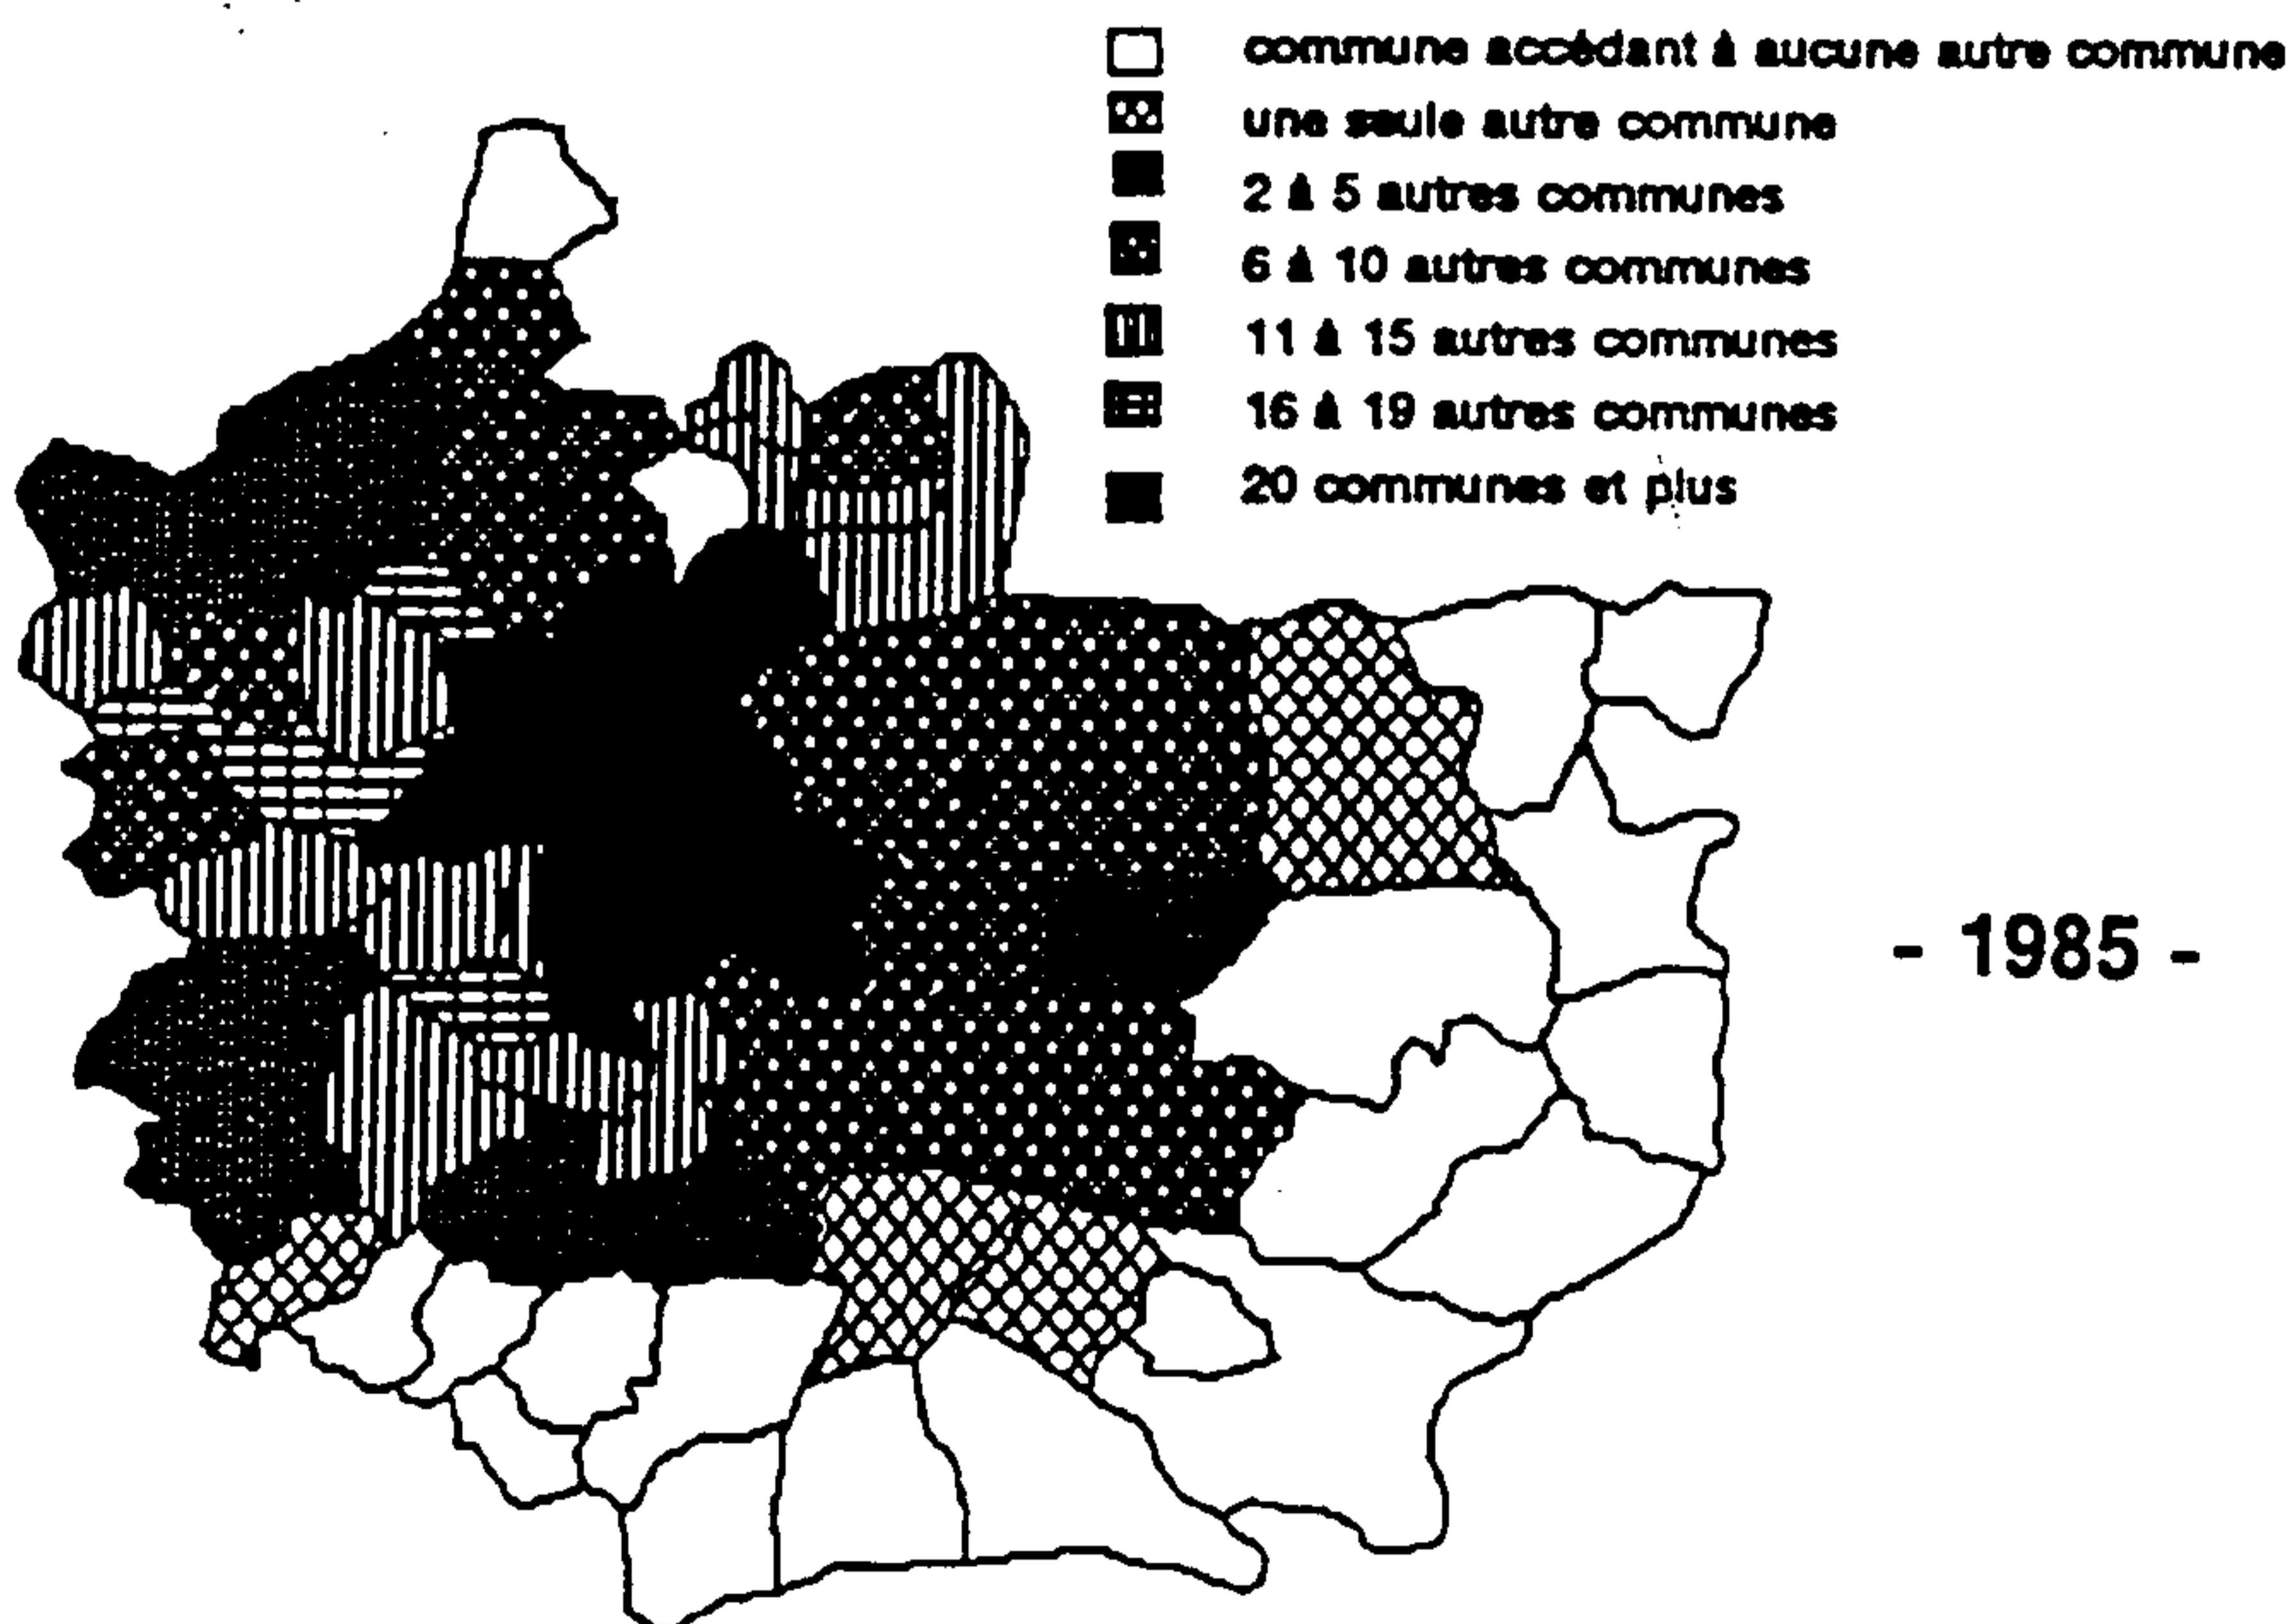 commune accédant à aucune autre commune
une seule autre commune
2 à 5 autres communes
6 à 10 autres communes
11 à 15 autres communes
16 à 19 autres communes
20 communes et plus
- 1985 -